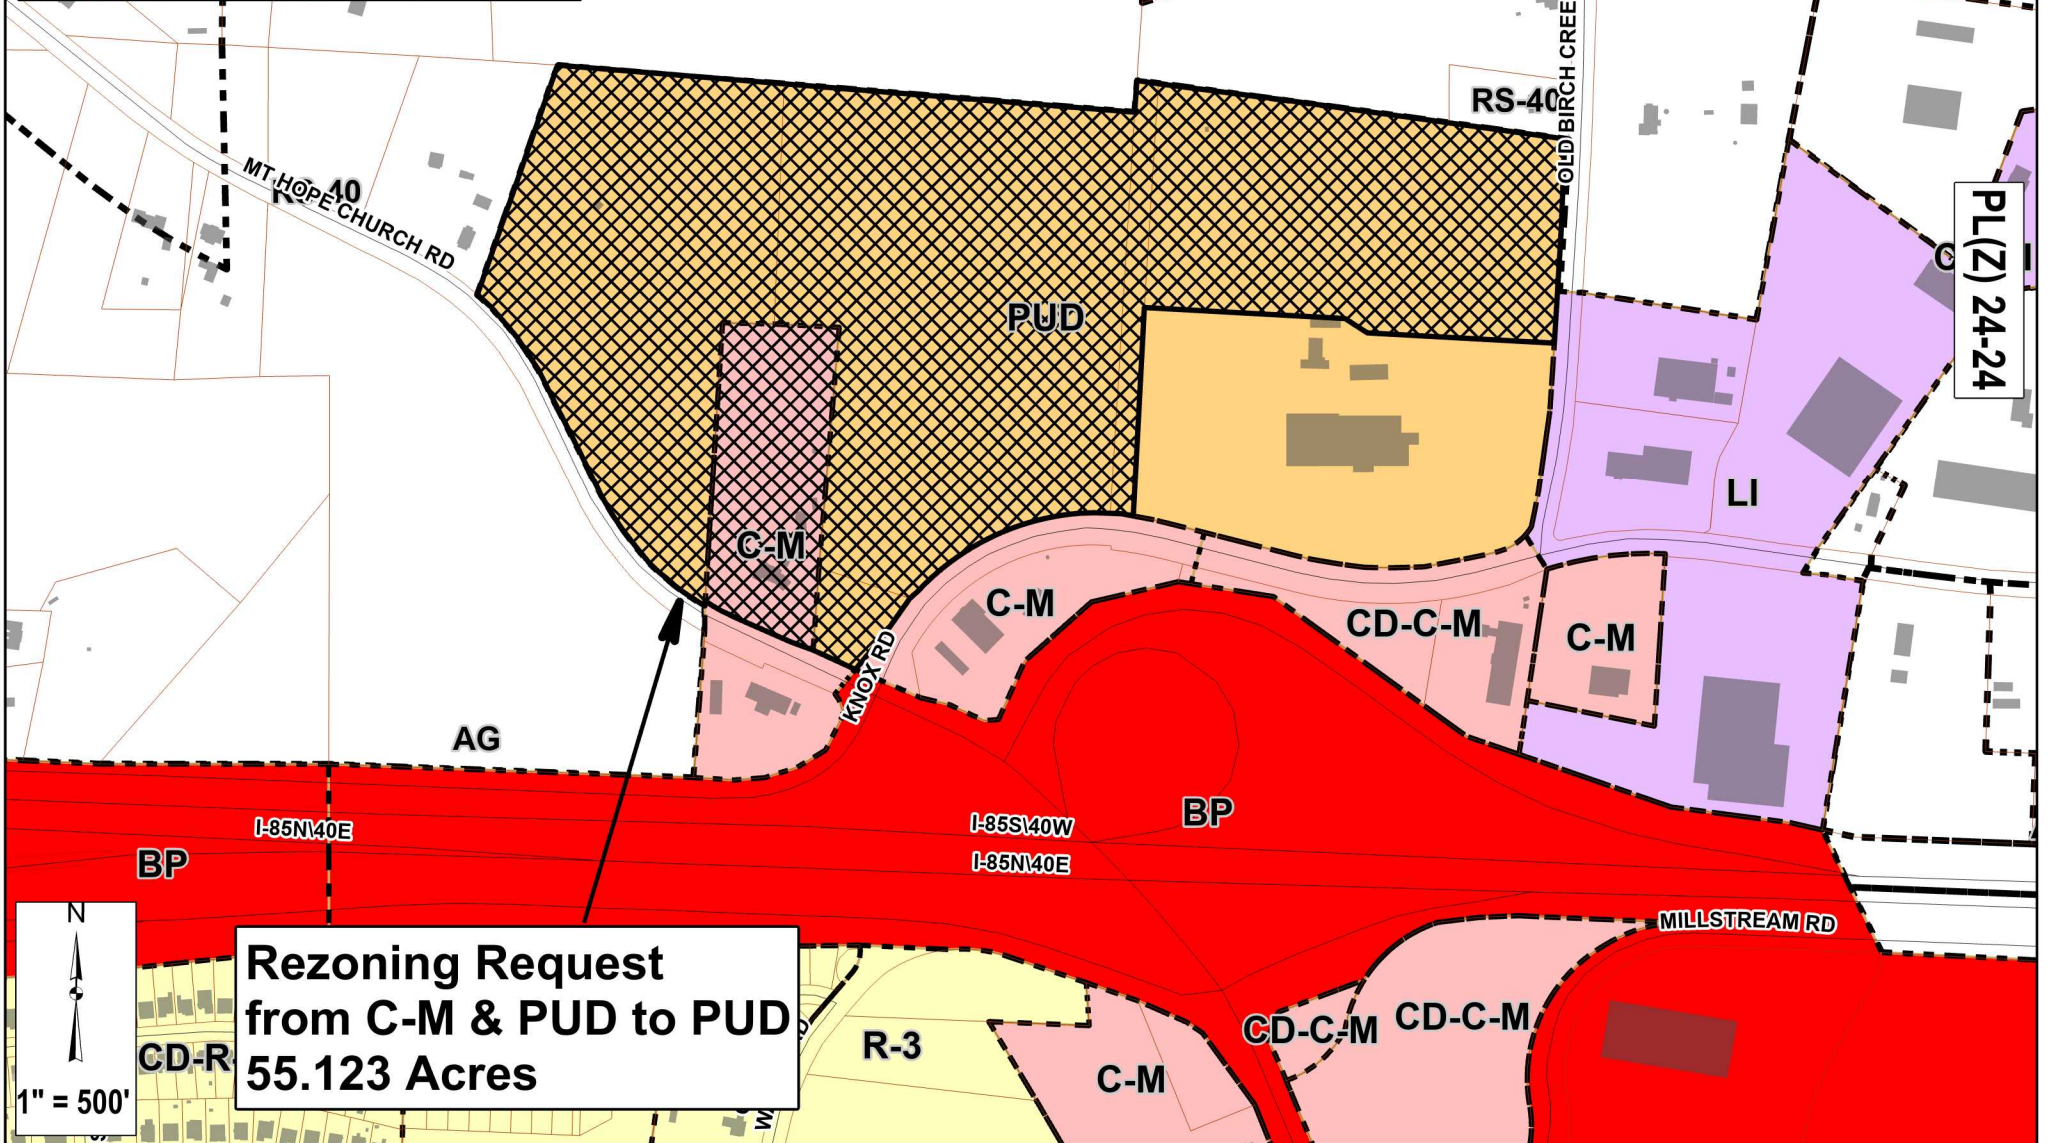 RS-40
OLD BIRCH CREE
MT HOPE CHURCH RD
PL(Z) 24-24
PUD
LI
C-M
C-M
CD-C-M
C-M
KNOX RD
AG
I-85N\40E
I-85S\40W
I-85N\40E
BP
BP
MILLSTREAM RD
N
1" = 500'
Rezoning Request
from C-M & PUD to PUD
55.123 Acres
CD-R-
R-3
CD-C-M
CD-C-M
C-M